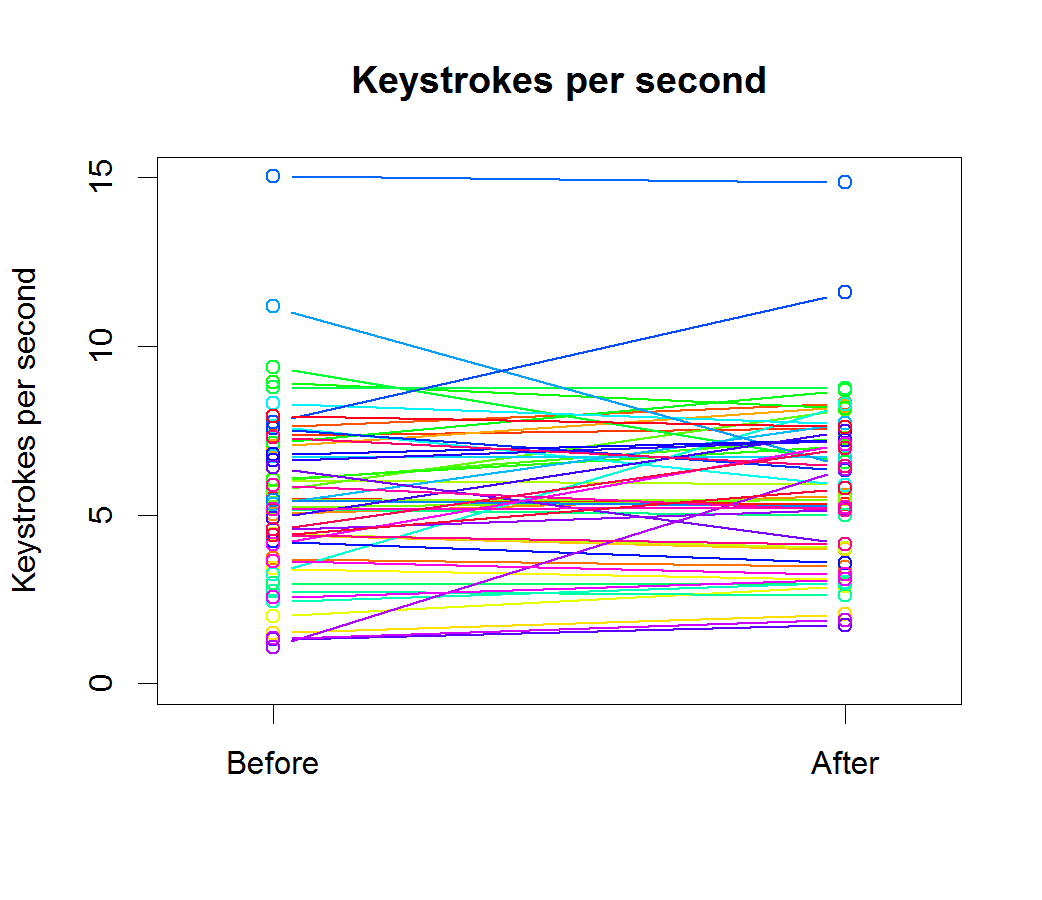 Keystrokes per second
Keystrokes per second
15
10
5
0
Before After